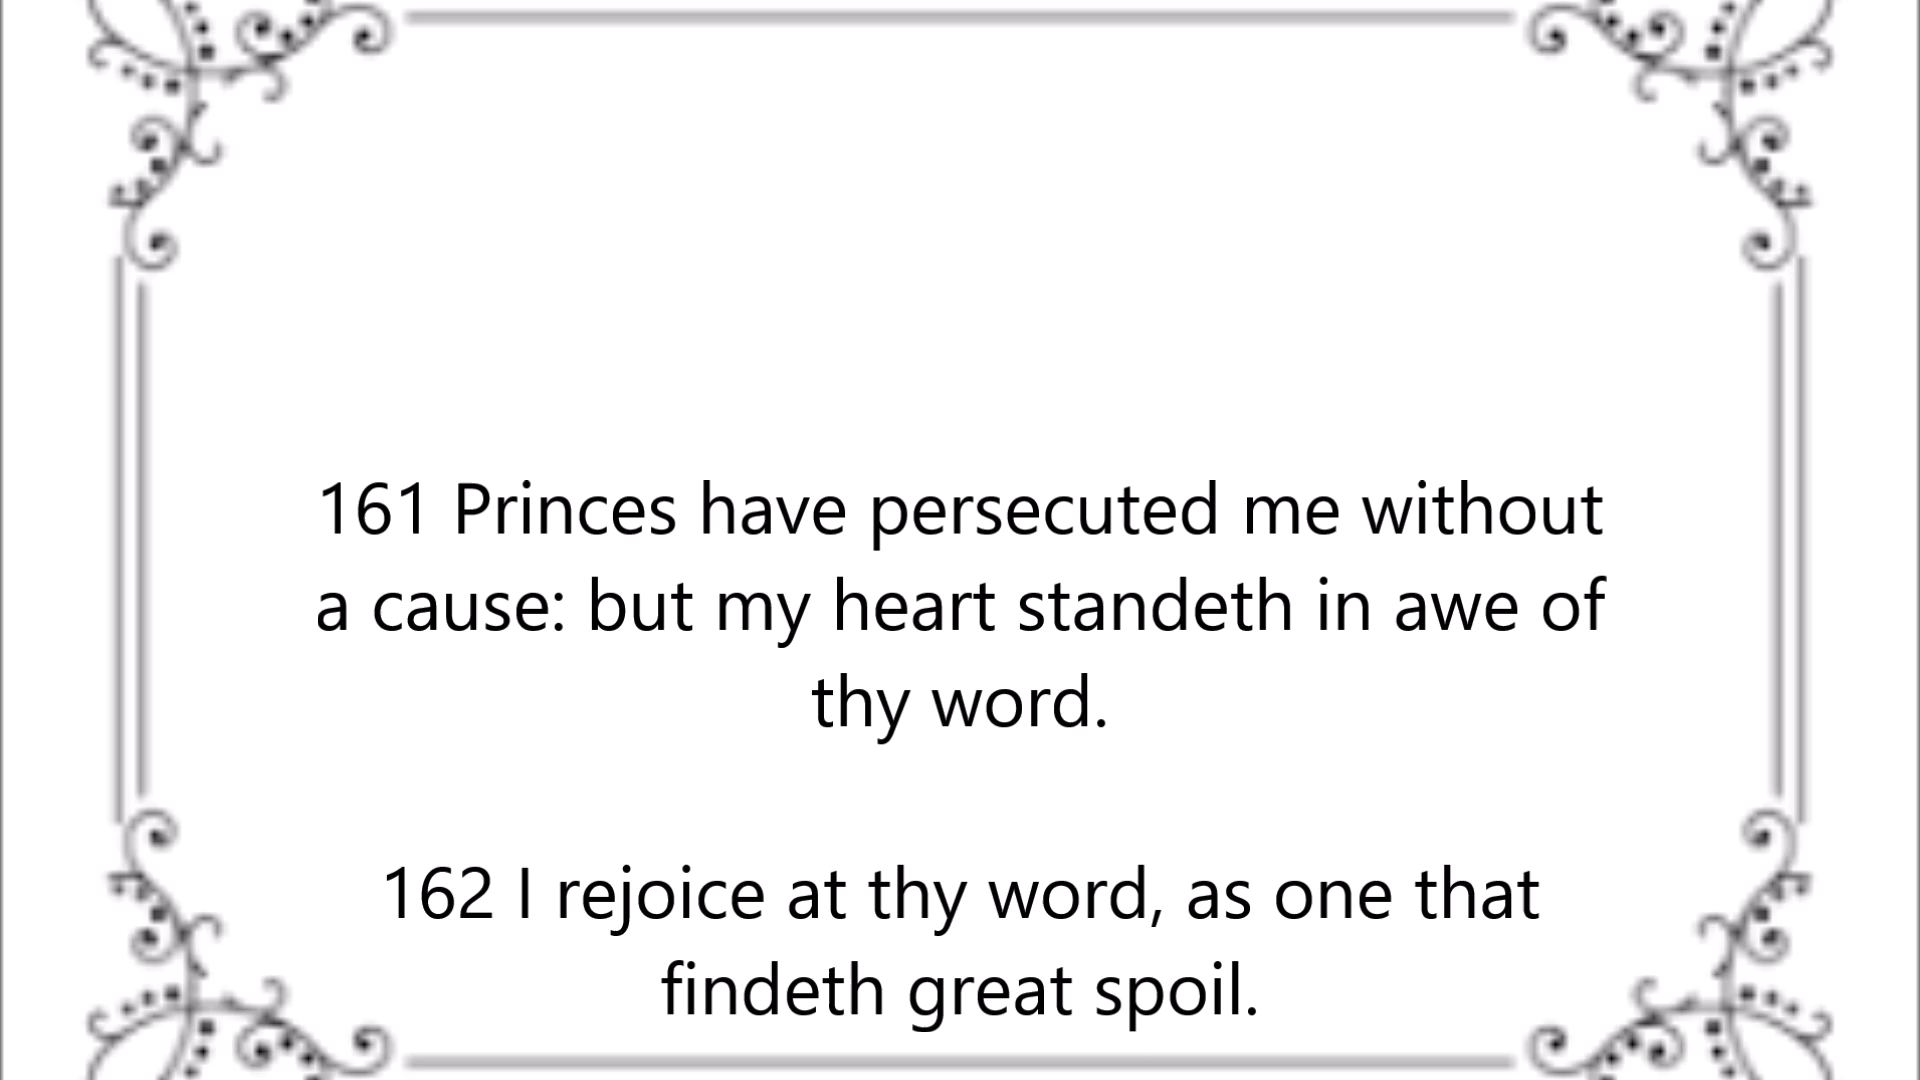 161 Princes have persecuted me without
a cause: but my heart standeth in awe of
thy word.
162 I rejoice at thy word, as one that
findeth great spoil.